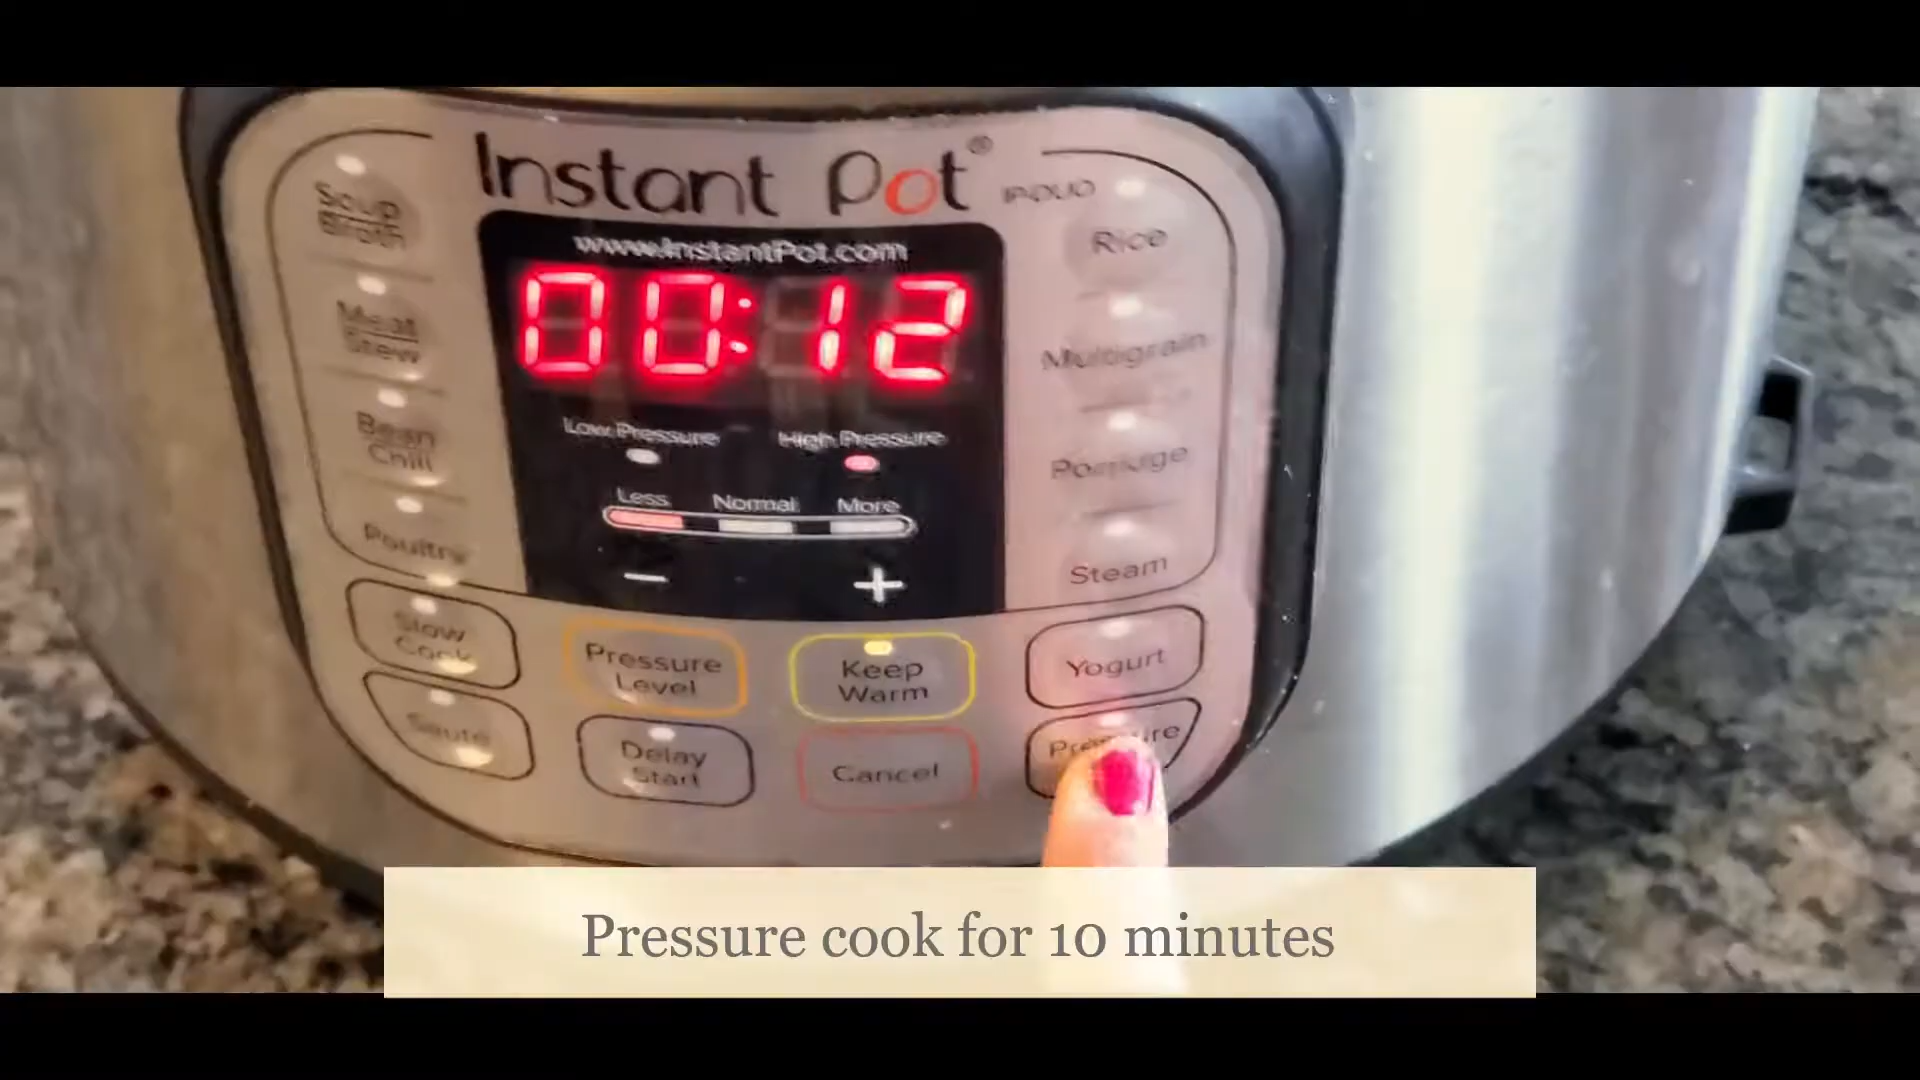 Instant Pot®
IP-DUO
www.InstantPot.com
00:12
Low Pressure
High Pressure
Less
Normal
More
−
+
Soup
Broth
Meat
Stew
Bean
Chili
Poultry
Rice
Multigrain
Porridge
Steam
Slow
Cook
Pressure
Level
Keep
Warm
Yogurt
Saute
Delay
Start
Cancel
Pressure
Pressure cook for 10 minutes